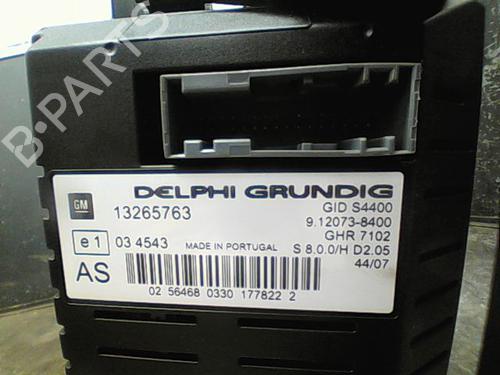 B-PARTS
DELPHI GRUNDIG
GM 13265763 GID S4400
9.12073-8400
GHR 7102
e1 03 4543 MADE IN PORTUGAL S 8.0.0/H D2.05
AS 44/07
02 56468 0330 177822 2